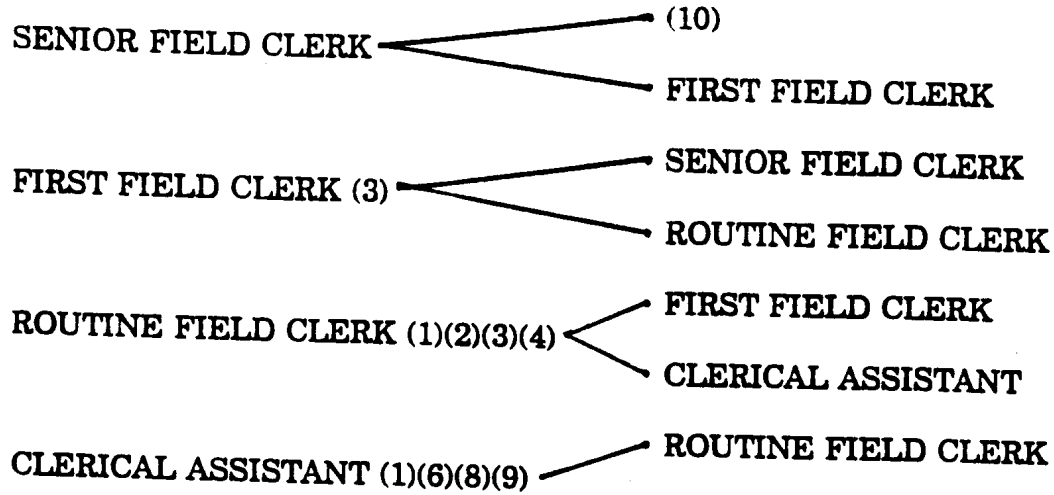 (10)
SENIOR FIELD CLERK
FIRST FIELD CLERK
SENIOR FIELD CLERK
FIRST FIELD CLERK (3)
ROUTINE FIELD CLERK
FIRST FIELD CLERK
ROUTINE FIELD CLERK (1)(2)(3)(4)
CLERICAL ASSISTANT
ROUTINE FIELD CLERK
CLERICAL ASSISTANT (1)(6)(8)(9)